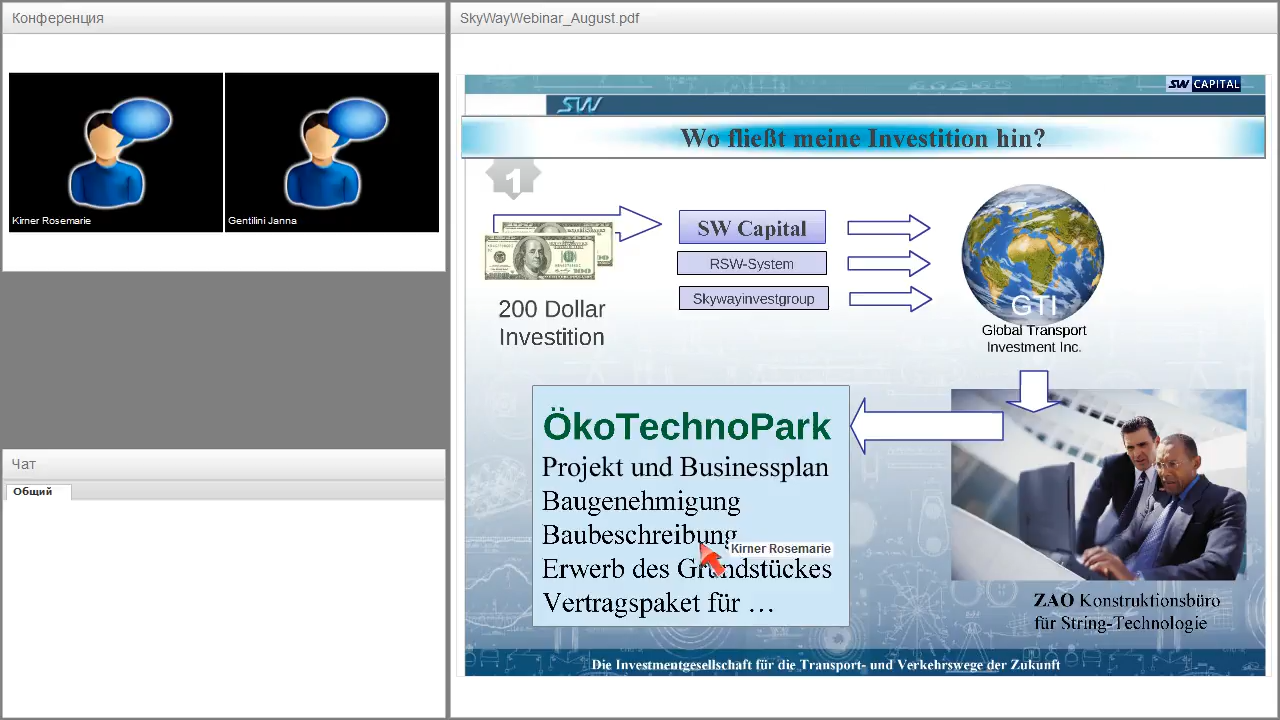 Конференция
Kirner Rosemarie
Gentilini Janna
Чат
Общий
SkyWayWebinar_August.pdf
SW CAPITAL
SW
Wo fließt meine Investition hin?
1
200 Dollar
Investition
SW Capital
RSW-System
Skywayinvestgroup
GTI
Global Transport
Investment Inc.
ÖkoTechnoPark
Projekt und Businessplan
Baugenehmigung
Baubeschreibung
Kirner Rosemarie
Erwerb des Grundstückes
Vertragspaket für …
ZAO Konstruktionsbüro
für String-Technologie
Die Investmentgesellschaft für die Transport- und Verkehrswege der Zukunft